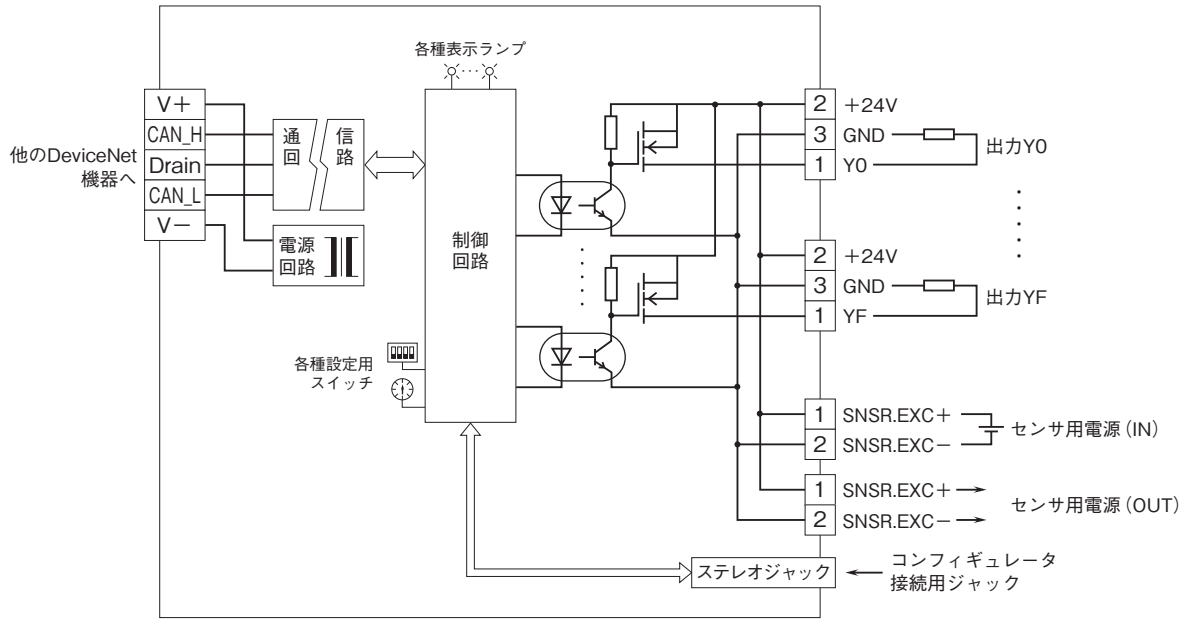 各種表示ランプ
V+
CAN_H
Drain
CAN_L
V−
他のDeviceNet
機器へ
通 信
回 路
電源
回路
制御
回路
各種設定用
スイッチ
2 +24V
3 GND
1 Y0
出力Y0
2 +24V
3 GND
1 YF
出力YF
1 SNSR.EXC+
2 SNSR.EXC−
センサ用電源(IN)
1 SNSR.EXC+
2 SNSR.EXC−
センサ用電源(OUT)
ステレオジャック
コンフィギュレータ
接続用ジャック